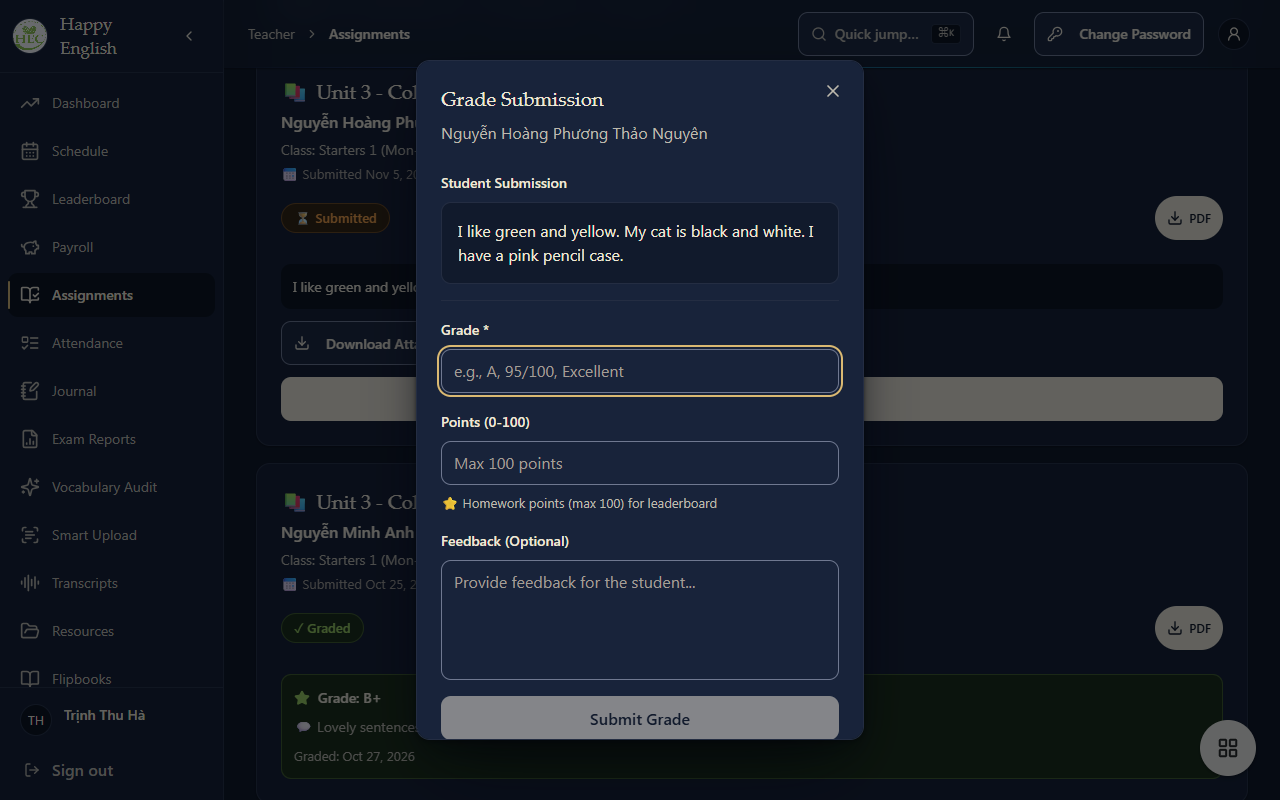 Happy English
Dashboard
Schedule
Leaderboard
Payroll
Assignments
Attendance
Journal
Exam Reports
Vocabulary Audit
Smart Upload
Transcripts
Resources
Flipbooks
TH
Trịnh Thu Hà
Sign out
Teacher > Assignments
Quick jump... ⌘K
Change Password
Unit 3 - Co
Nguyễn Hoàng Ph
Class: Starters 1 (Mon-
Submitted Nov 5, 20
Submitted
PDF
I like green and yell
Download Att
Unit 3 - Co
Nguyễn Minh Anh
Class: Starters 1 (Mon-
Submitted Oct 25, 2
✓ Graded
PDF
Grade: B+
Lovely sentences
Graded: Oct 27, 2026
Grade Submission
Nguyễn Hoàng Phương Thảo Nguyên
Student Submission
I like green and yellow. My cat is black and white. I
have a pink pencil case.
Grade *
e.g., A, 95/100, Excellent
Points (0-100)
Max 100 points
Homework points (max 100) for leaderboard
Feedback (Optional)
Provide feedback for the student...
Submit Grade